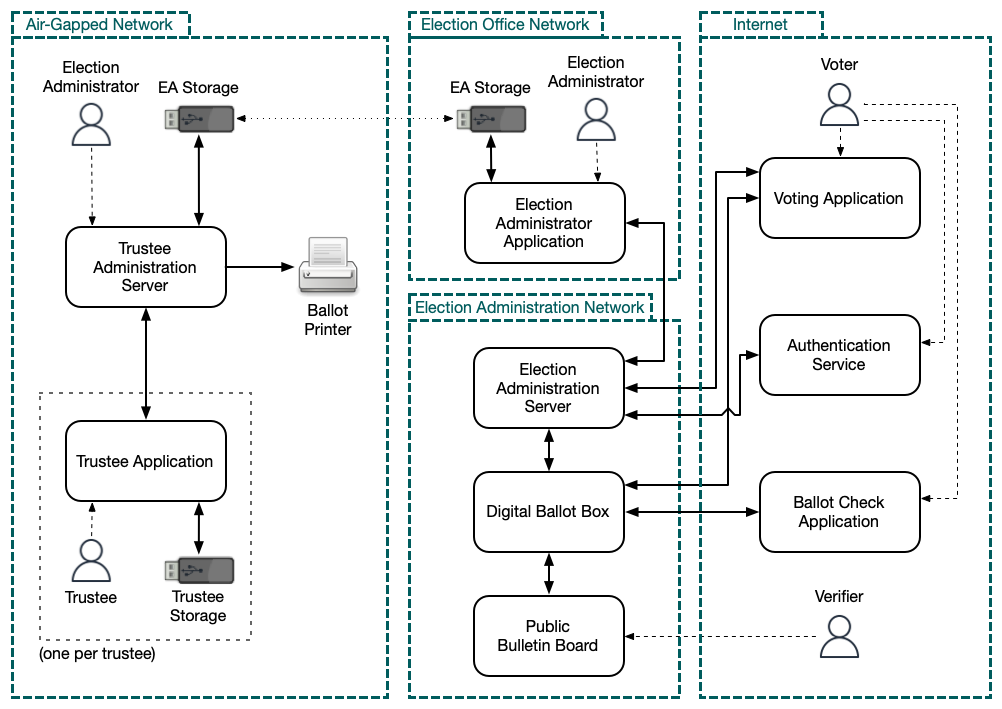 Air-Gapped Network
Election
Administrator
EA Storage
Trustee
Administration
Server
Ballot
Printer
Trustee Application
Trustee
Trustee
Storage
(one per trustee)
Election Office Network
EA Storage
Election
Administrator
Election
Administrator
Application
Election Administration Network
Election
Administration
Server
Digital Ballot Box
Public
Bulletin Board
Internet
Voter
Voting Application
Authentication
Service
Ballot Check
Application
Verifier